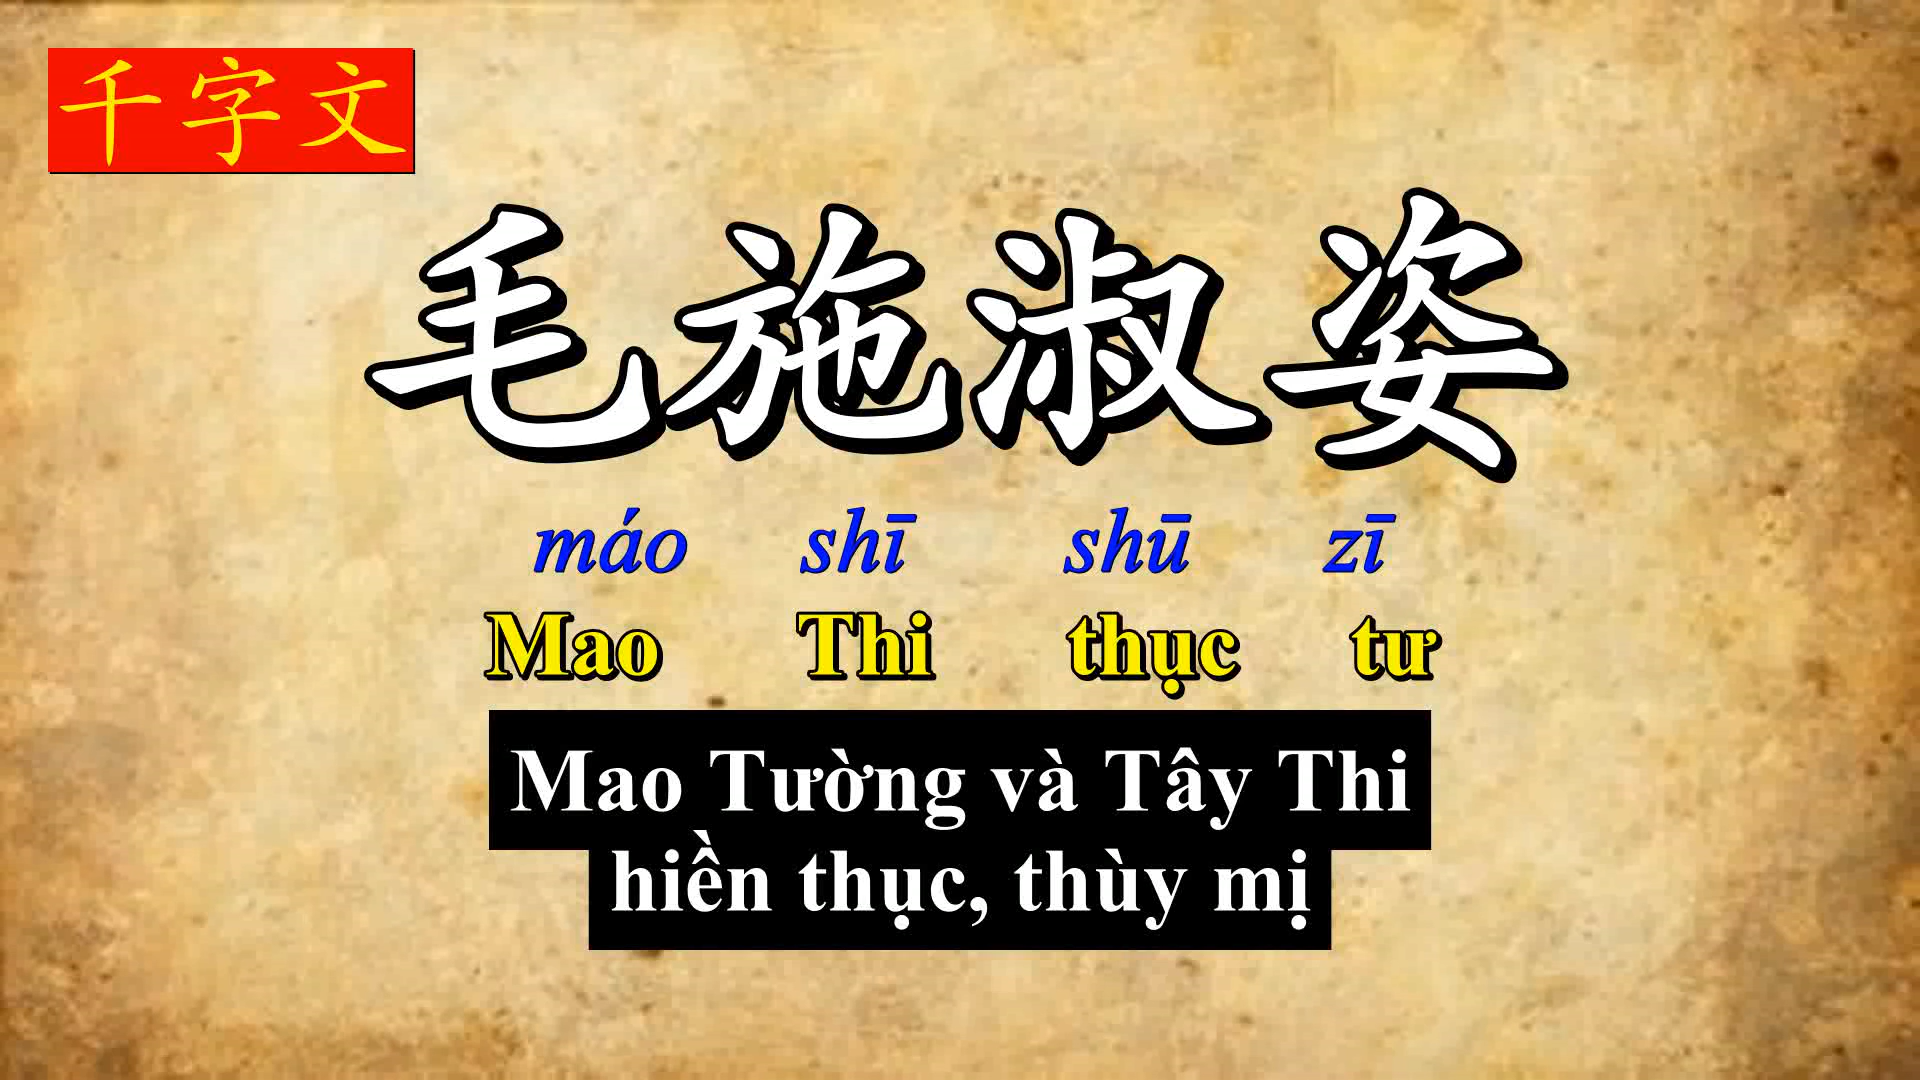 千字文
毛施淑姿
máo shī shū zī
Mao Thi thục tư
Mao Tường và Tây Thi
hiền thục, thùy mị